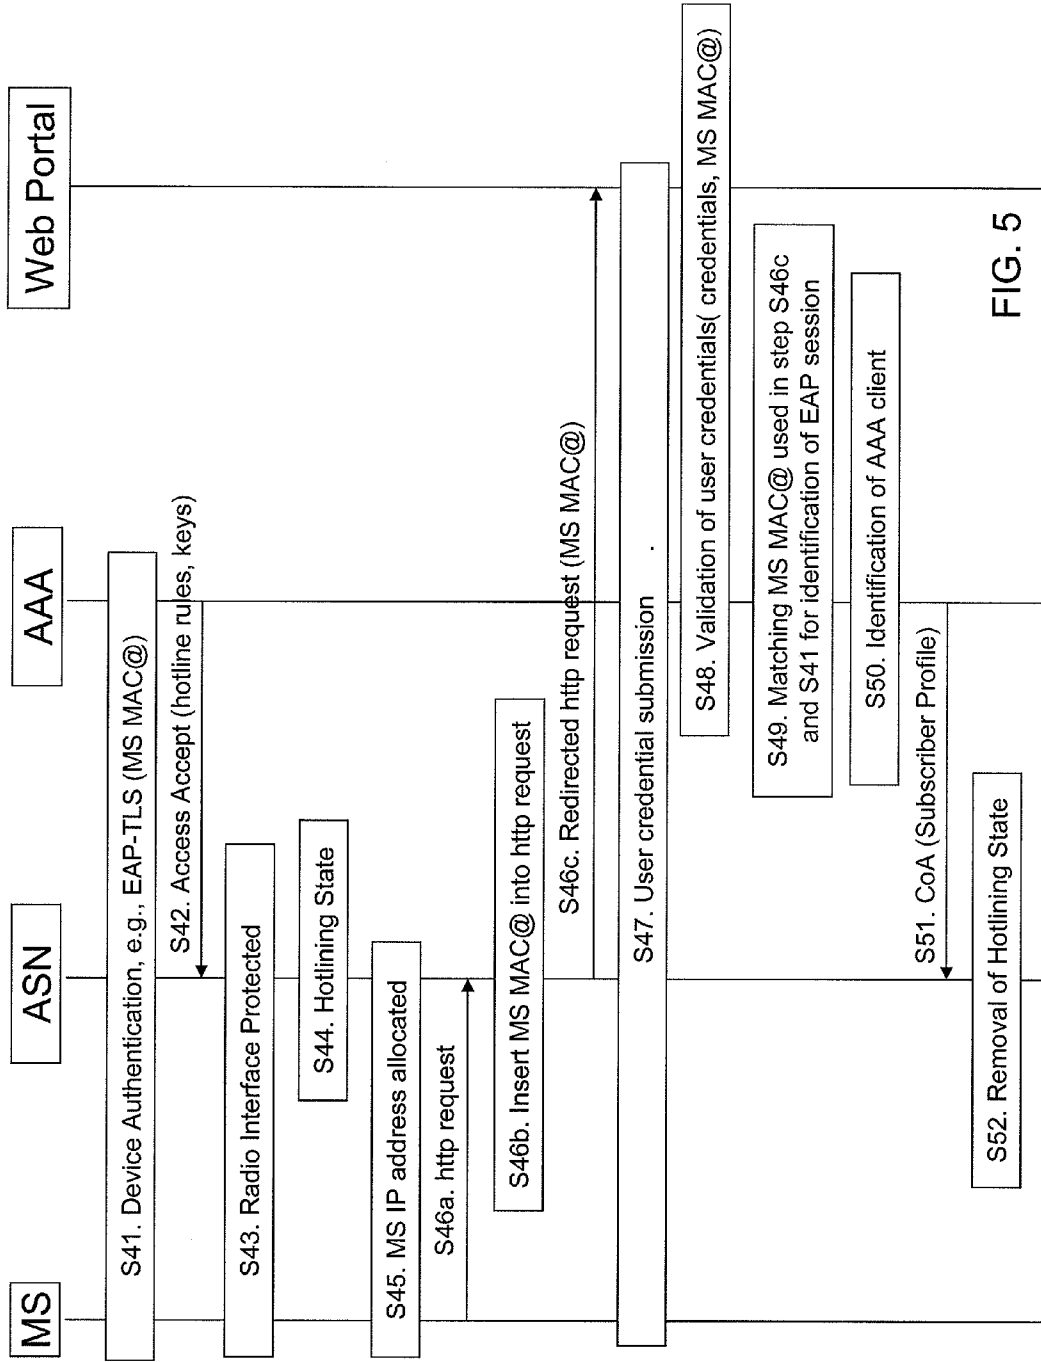 MS
ASN
AAA
Web Portal
S41. Device Authentication, e.g., EAP-TLS (MS MAC@)
S42. Access Accept (hotline rules, keys)
S43. Radio Interface Protected
S44. Hotlining State
S45. MS IP address allocated
S46a. http request
S46b. Insert MS MAC@ into http request
S46c. Redirected http request (MS MAC@)
S47. User credential submission
S48. Validation of user credentials( credentials, MS MAC@)
S49. Matching MS MAC@ used in step S46c
and S41 for identification of EAP session
S50. Identification of AAA client
S51. CoA (Subscriber Profile)
S52. Removal of Hotlining State
FIG. 5